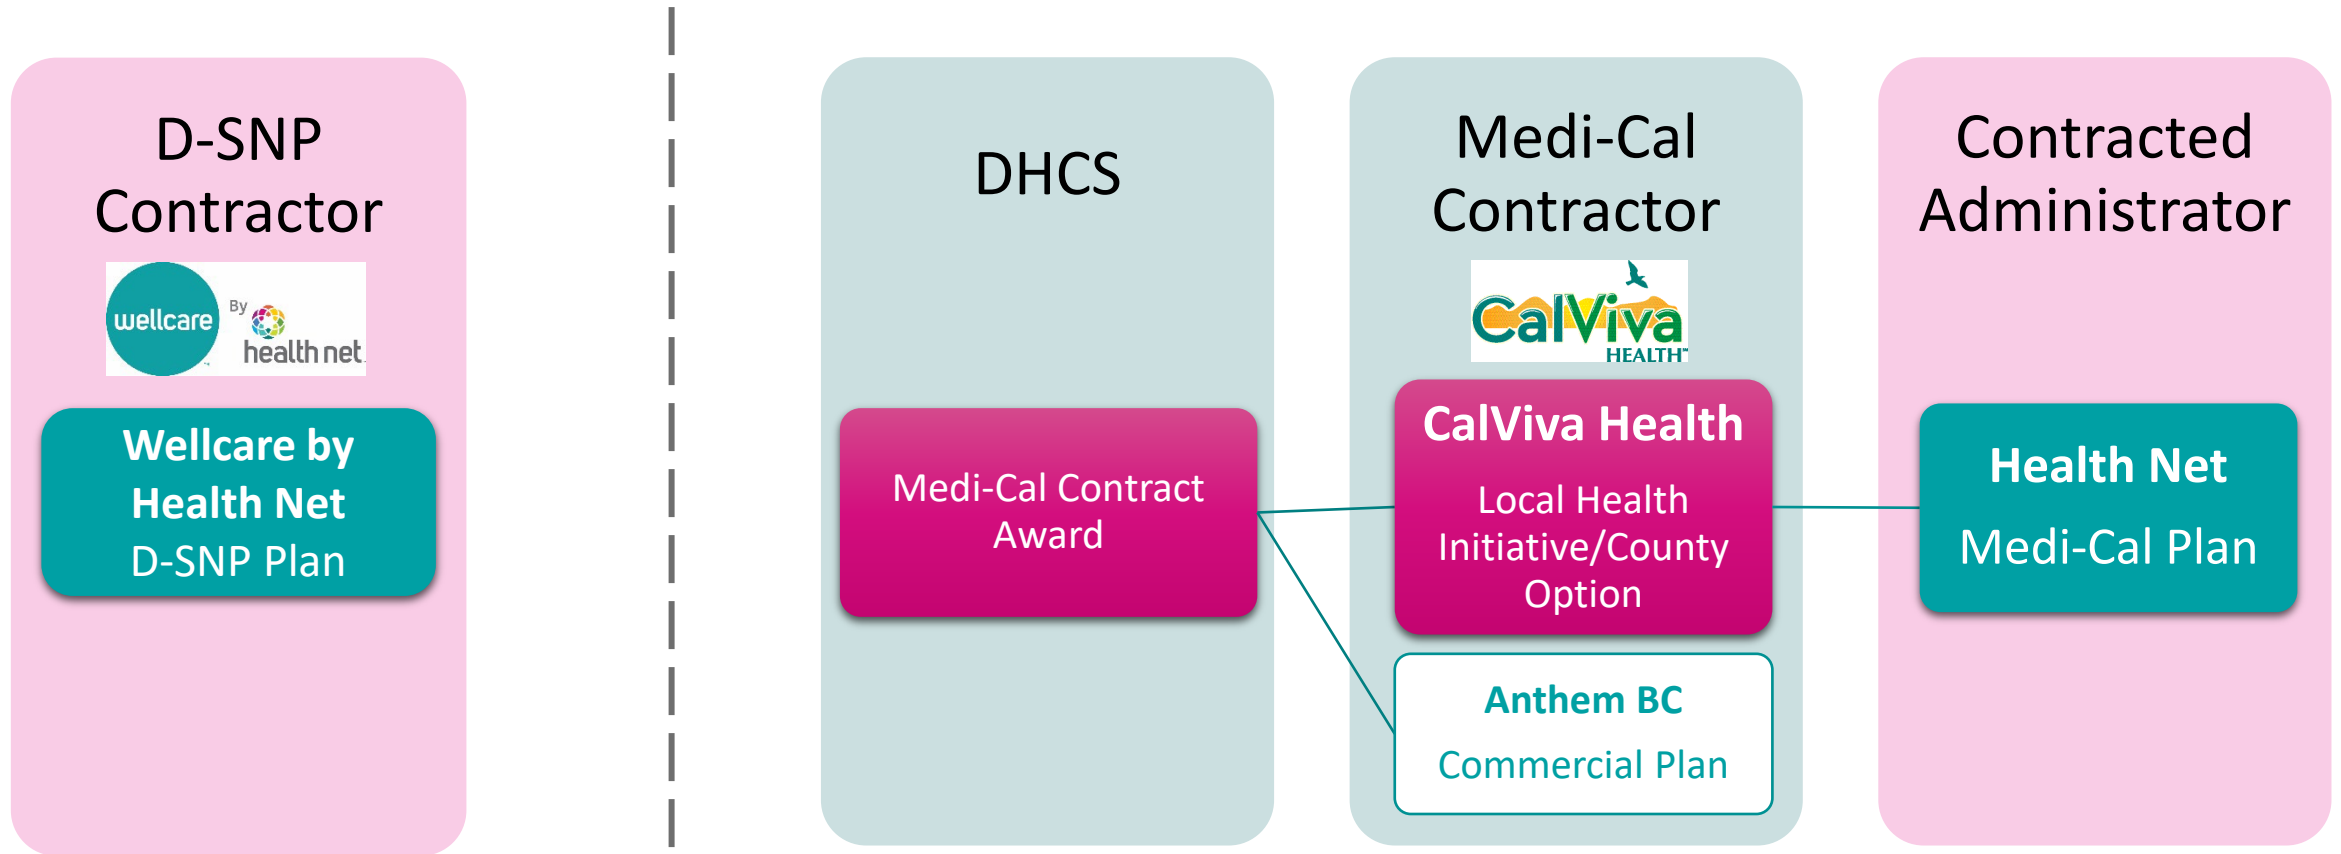 D-SNP
Contractor
wellcare
By
health net
Wellcare by
Health Net
D-SNP Plan
DHCS
Medi-Cal Contract
Award
Medi-Cal
Contractor
CalViva
HEALTH™
CalViva Health
Local Health
Initiative/County
Option
Anthem BC
Commercial Plan
Contracted
Administrator
Health Net
Medi-Cal Plan